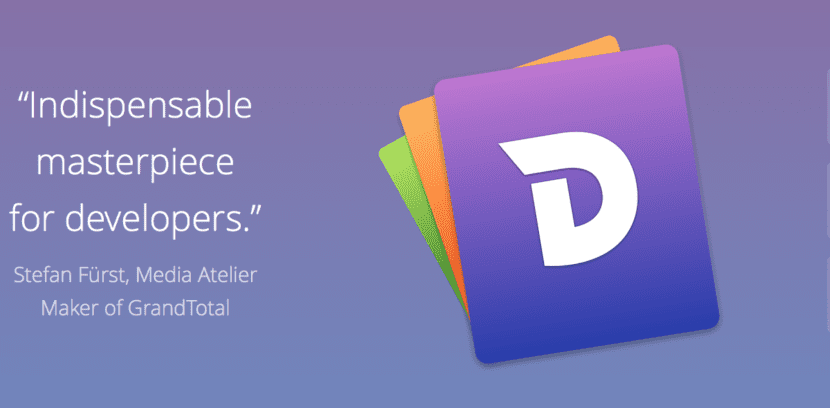 “Indispensable
masterpiece
for developers.”
Stefan Fürst, Media Atelier
Maker of GrandTotal
D